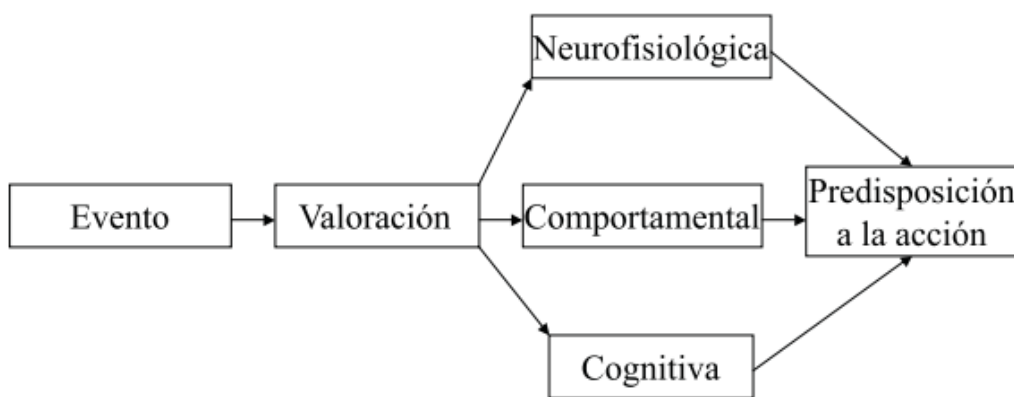 Neurofisiológica
Evento
Valoración
Comportamental
Predisposición
a la acción
Cognitiva